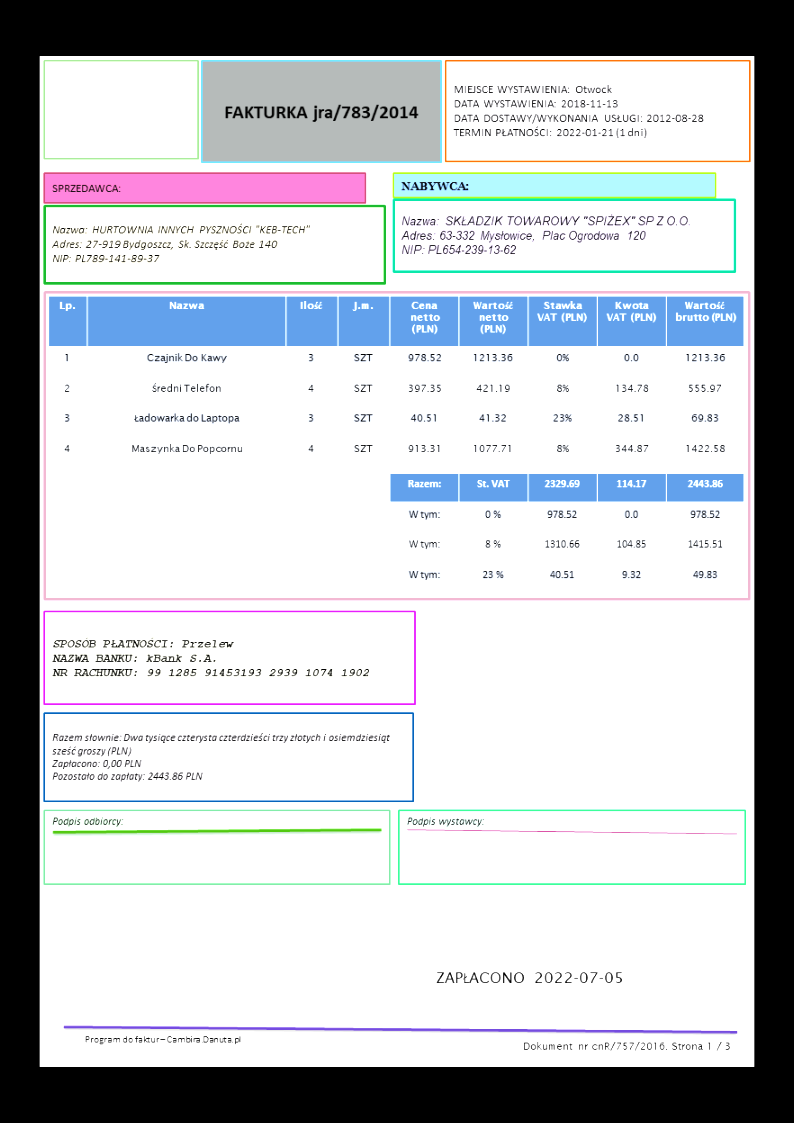 FAKTURKA jra/783/2014
MIEJSCE WYSTAWIENIA: Otwock
DATA WYSTAWIENIA: 2018-11-13
DATA DOSTAWY/WYKONANIA USŁUGI: 2012-08-28
TERMIN PŁATNOŚCI: 2022-01-21 (1 dni)
SPRZEDAWCA:
Nazwa: HURTOWNIA INNYCH PYSZNOŚCI "KEB-TECH"
Adres: 27-919 Bydgoszcz, Sk. Szczęść Boże 140
NIP: PL789-141-89-37
NABYWCA:
Nazwa: SKŁADZIK TOWAROWY "SPIŻEX" SP Z O.O.
Adres: 63-332 Mysłowice, Plac Ogrodowa 120
NIP: PL654-239-13-62
Lp. Nazwa Ilość J.m. Cena netto (PLN) Wartość netto (PLN) Stawka VAT (PLN) Kwota VAT (PLN) Wartość brutto (PLN)
1 Czajnik Do Kawy 3 SZT 978.52 1213.36 0% 0.0 1213.36
2 Średni Telefon 4 SZT 397.35 421.19 8% 134.78 555.97
3 Ładowarka do Laptopa 3 SZT 40.51 41.32 23% 28.51 69.83
4 Maszynka Do Popcornu 4 SZT 913.31 1077.71 8% 344.87 1422.58
Razem: St. VAT 2329.69 114.17 2443.86
W tym: 0 % 978.52 0.0 978.52
W tym: 8 % 1310.66 104.85 1415.51
W tym: 23 % 40.51 9.32 49.83
SPOSÓB PŁATNOŚCI: Przelew
NAZWA BANKU: kBank S.A.
NR RACHUNKU: 99 1285 91453193 2939 1074 1902
Razem słownie: Dwa tysiące czterysta czterdzieści trzy złotych i osiemdziesiąt
sześć groszy (PLN)
Zapłacono: 0,00 PLN
Pozostało do zapłaty: 2443.86 PLN
Podpis odbiorcy:
Podpis wystawcy:
ZAPŁACONO 2022-07-05
Program do faktur – Cambira.Danuta.pl
Dokument nr cnR/757/2016. Strona 1 / 3